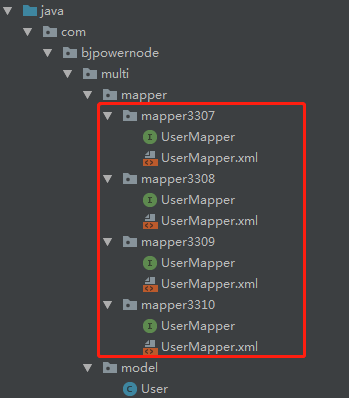 java
com
bjpowernode
multi
mapper
mapper3307
UserMapper
UserMapper.xml
mapper3308
UserMapper
UserMapper.xml
mapper3309
UserMapper
UserMapper.xml
mapper3310
UserMapper
UserMapper.xml
model
User